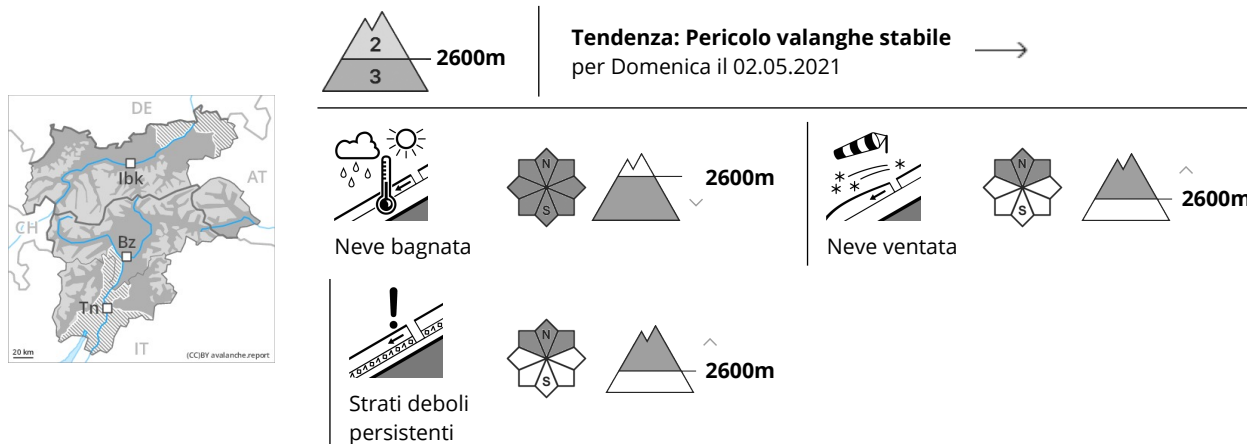 2
3
2600m
Tendenza: Pericolo valanghe stabile
per Domenica il 02.05.2021
DE
Ibk
AT
CH
Bz
Tn
IT
20 km
(CC)BY avalanche.report
N
S
2600m
Neve bagnata
N
S
2600m
Neve ventata
N
S
2600m
Strati deboli
persistenti